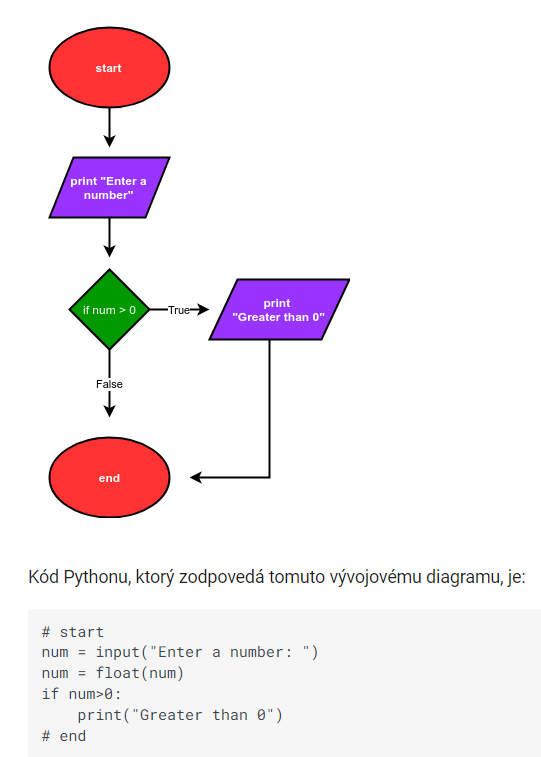 start
print "Enter a
number"
if num > 0
True
print
"Greater than 0"
False
end
Kód Pythonu, ktorý zodpovedá tomuto vývojovému diagramu, je:
# start
num = input("Enter a number: ")
num = float(num)
if num>0:
    print("Greater than 0")
# end